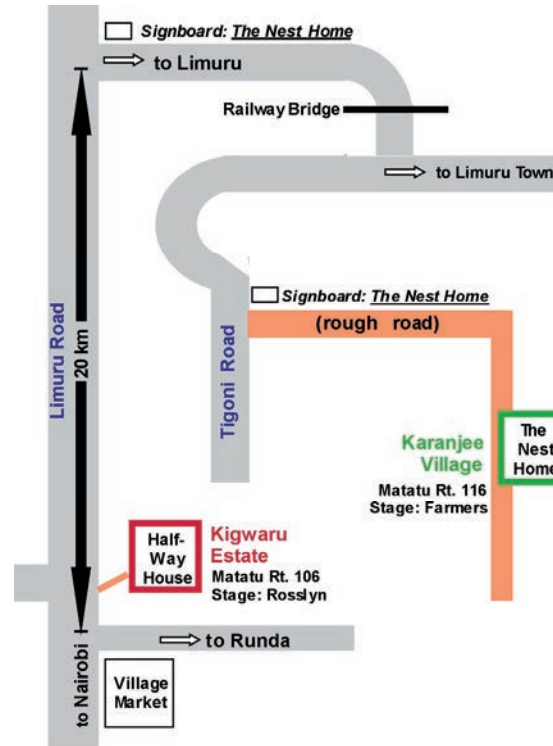 Signboard: The Nest Home
to Limuru
Railway Bridge
to Limuru Town
Limuru Road
20 km
Signboard: The Nest Home
(rough road)
Tigoni Road
Karanjee
Village
Matatu Rt. 116
Stage: Farmers
The
Nest
Home
Half-
Way
House
Kigwaru
Estate
Matatu Rt. 106
Stage: Rosslyn
to Runda
to Nairobi
Village
Market